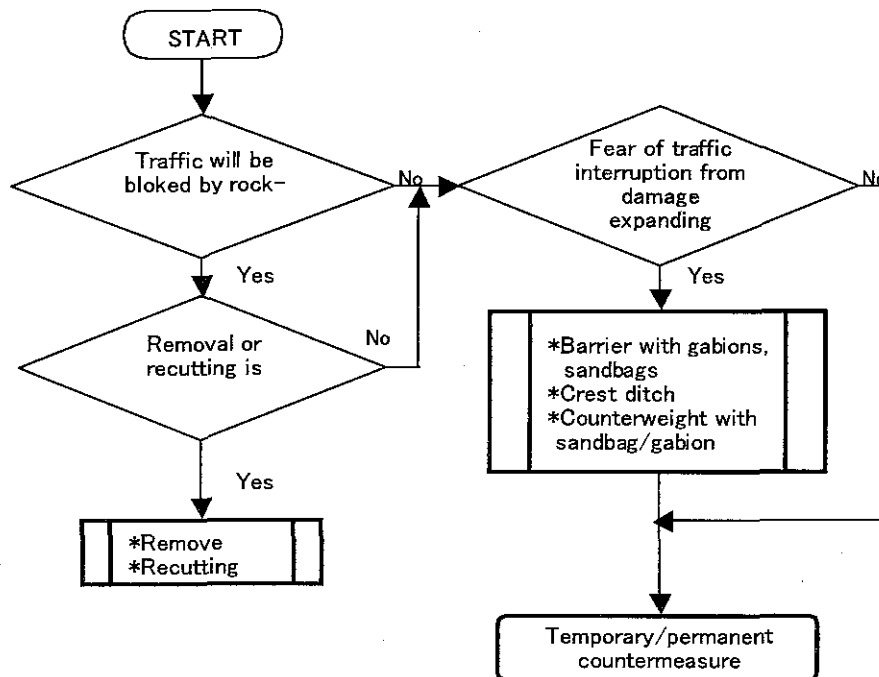 START
Traffic will be
bloked by rock-
No
Yes
Removal or
recutting is
No
Yes
*Remove
*Recutting
Fear of traffic
interruption from
damage
expanding
No
Yes
*Barrier with gabions,
sandbags
*Crest ditch
*Counterweight with
sandbag/gabion
Temporary/permanent
countermeasure